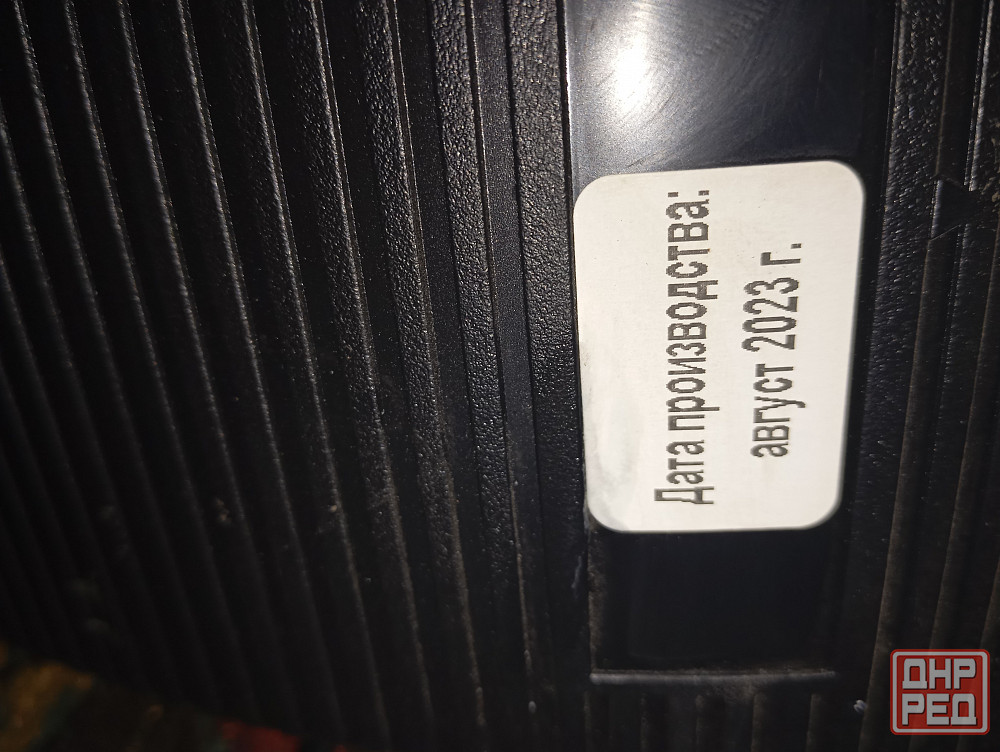 Дата производства:
август 2023 г.
ДНР
РЕД